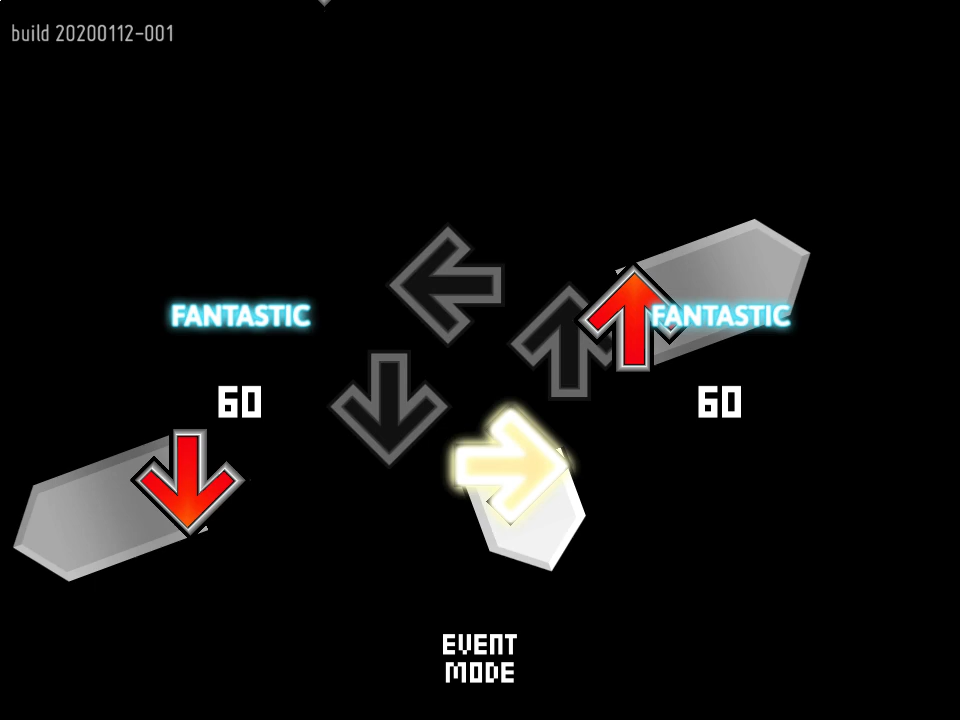 build 20200112-001
FANTASTIC
FANTASTIC
60
60
EVENT
MODE